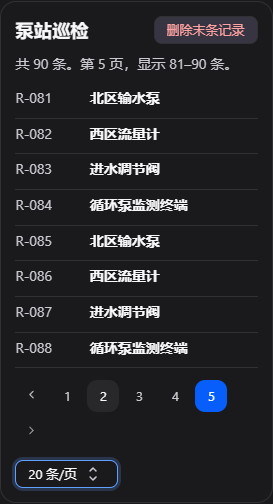 泵站巡检
删除末条记录
共 90 条。第 5 页，显示 81–90 条。
R-081 北区输水泵
R-082 西区流量计
R-083 进水调节阀
R-084 循环泵监测终端
R-085 北区输水泵
R-086 西区流量计
R-087 进水调节阀
R-088 循环泵监测终端
1 2 3 4 5
20 条/页